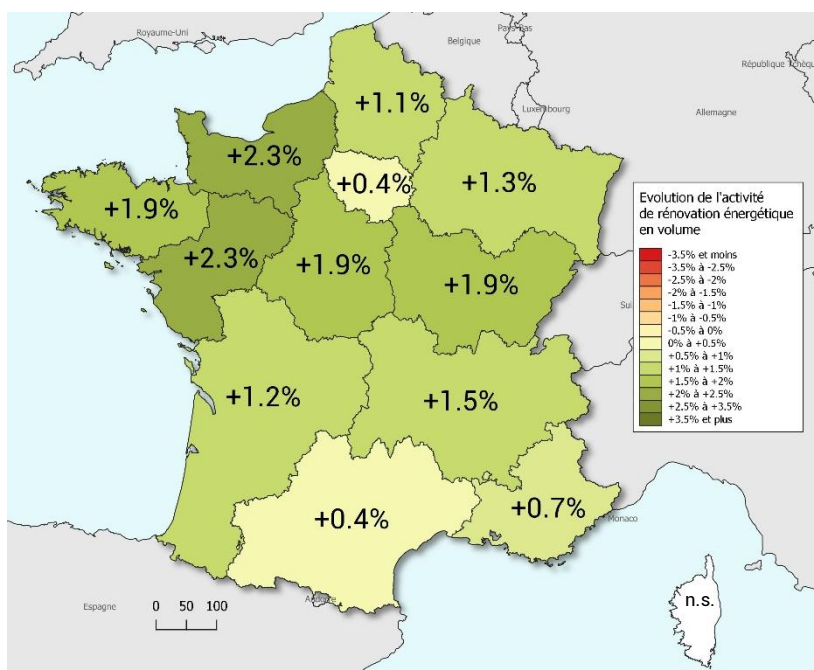 Royaume-Uni
Pays-Bas
Belgique
République Tchèque
Luxembourg
Allemagne
+1.1%
+2.3%
+0.4%
+1.3%
+1.9%
+2.3%
+1.9%
+1.9%
+1.2%
+1.5%
+0.4%
+0.7%
Evolution de l'activité
de rénovation énergétique
en volume
-3.5% et moins
-3.5% à -2.5%
-2.5% à -2%
-2% à -1.5%
-1.5% à -1%
-1% à -0.5%
-0.5% à 0%
0% à +0.5%
+0.5% à +1%
+1% à +1.5%
+1.5% à +2%
+2% à +2.5%
+2.5% à +3.5%
+3.5% et plus
Sui
Monaco
Andorre
Espagne
0 50 100
n.s.